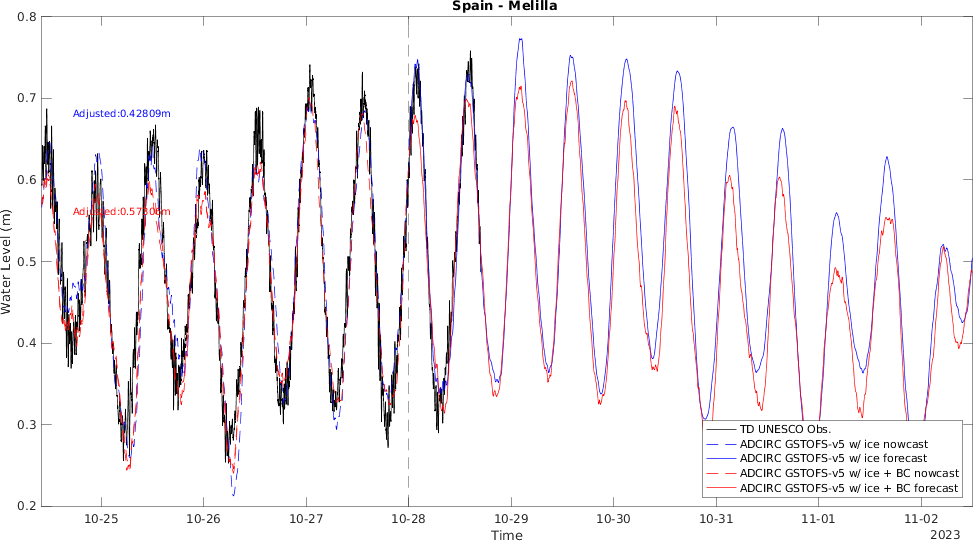 Spain - Melilla
0.8
0.7
0.6
0.5
0.4
0.3
0.2
Water Level (m)
Adjusted:0.42809m
TD UNESCO Obs.
ADCIRC GSTOFS-v5 w/ ice nowcast
ADCIRC GSTOFS-v5 w/ ice forecast
ADCIRC GSTOFS-v5 w/ ice + BC nowcast
ADCIRC GSTOFS-v5 w/ ice + BC forecast
10-25 10-26 10-27 10-28 10-29 10-30 10-31 11-01 11-02
Time
2023